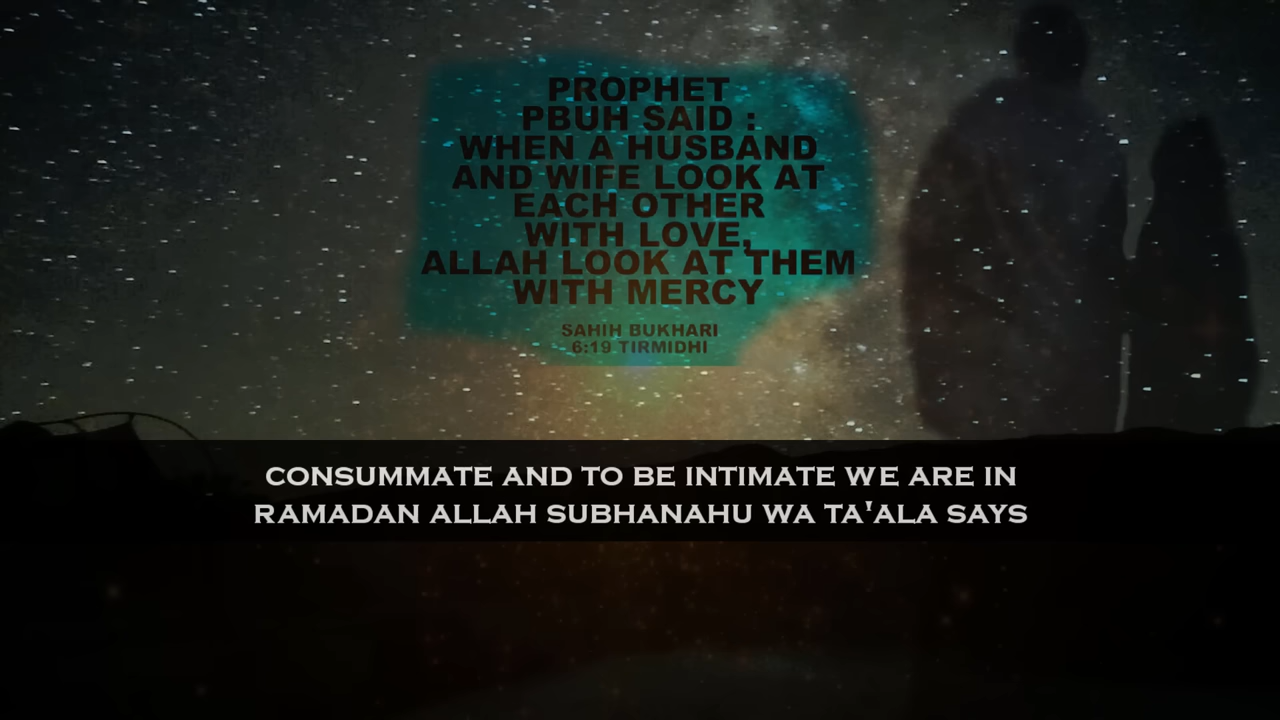 PROPHET
PBUH SAID :
WHEN A HUSBAND
AND WIFE LOOK AT
EACH OTHER
WITH LOVE,
ALLAH LOOK AT THEM
WITH MERCY
SAHIH BUKHARI
6:19 TIRMIDHI
CONSUMMATE AND TO BE INTIMATE WE ARE IN
RAMADAN ALLAH SUBHANAHU WA TA'ALA SAYS